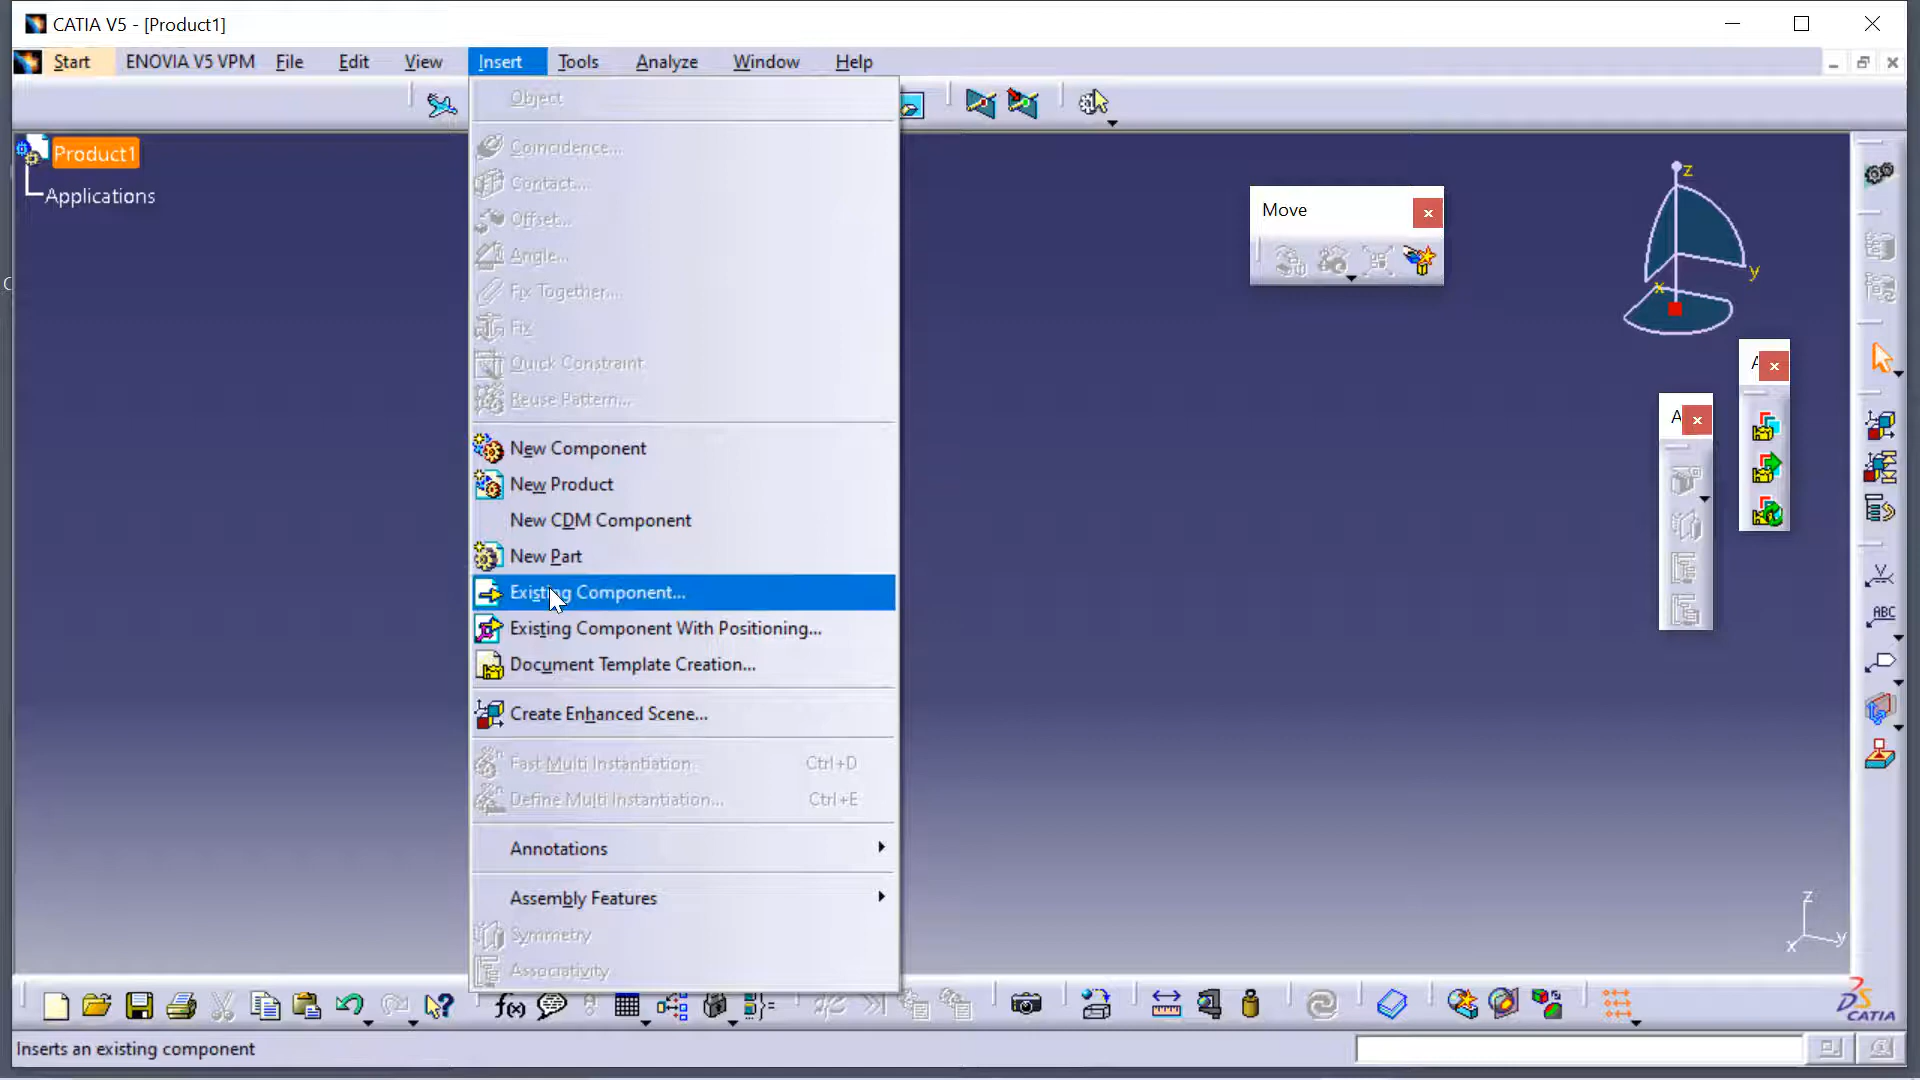 CATIA V5 - [Product1]
Start ENOVIA V5 VPM File Edit View Insert Tools Analyze Window Help
Object
Product1
Applications
Coincidence...
Contact...
Offset...
Angle...
Fix Together...
Fix
Quick Constraint
Reuse Pattern...
New Component
New Product
New CDM Component
New Part
Existing Component...
Existing Component With Positioning...
Document Template Creation...
Create Enhanced Scene...
Fast Multi Instantiation Ctrl+D
Define Multi Instantiation... Ctrl+E
Annotations
Assembly Features
Symmetry
Associativity
Move
z
y
x
A
A
ABC
z
y
x
f(x)
DS CATIA
Inserts an existing component